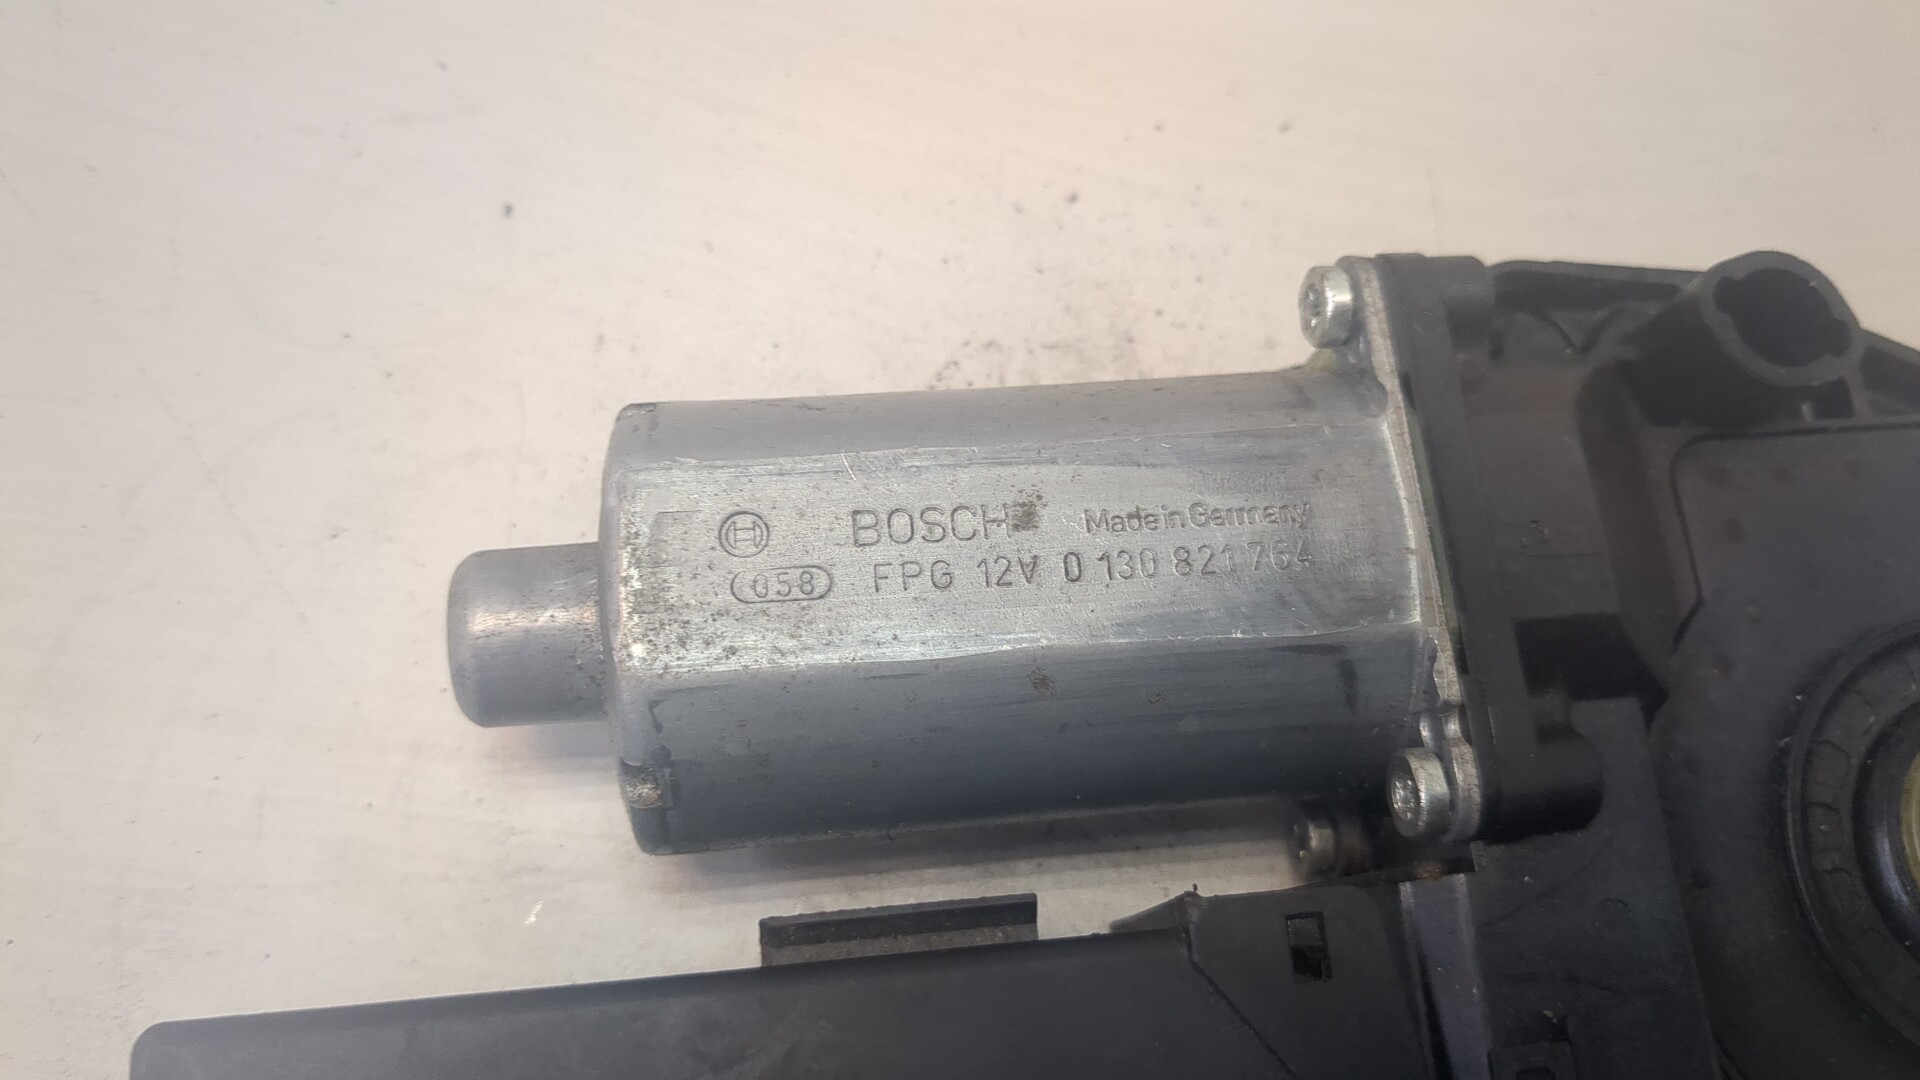 BOSCH Made in Germany
058 FPG 12V 0 130 821 764